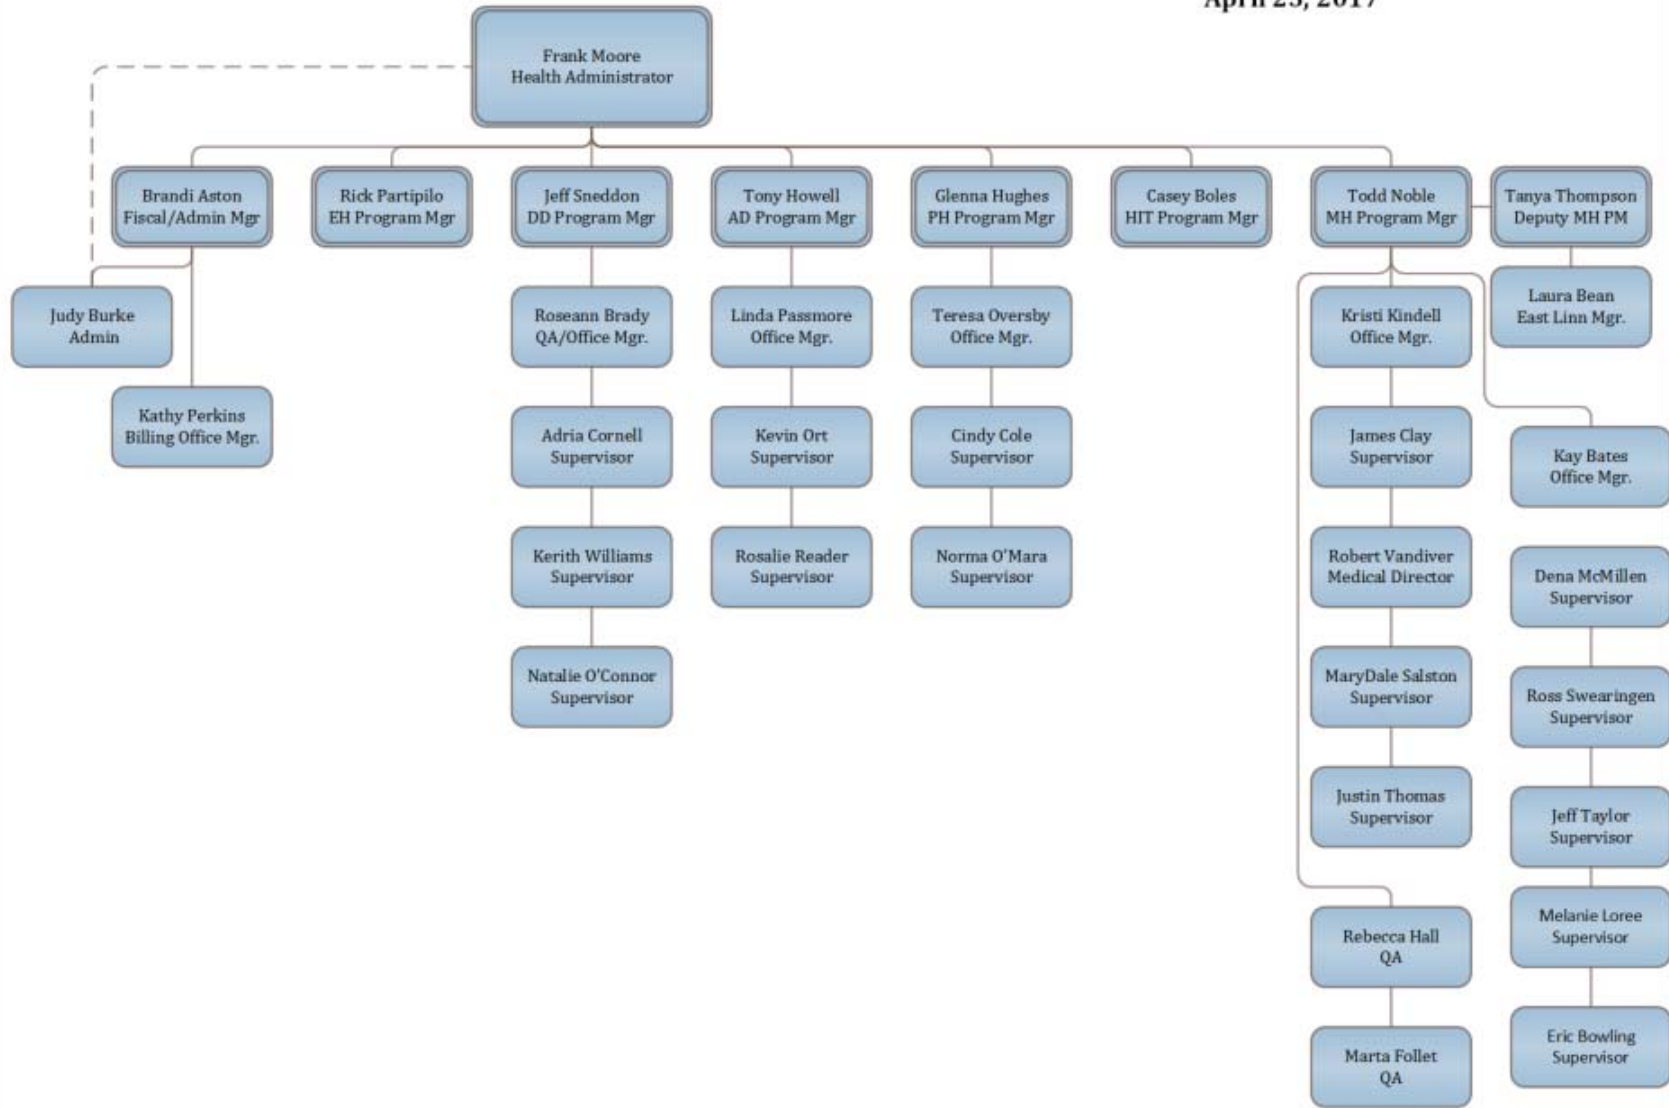 April 25, 2017
Frank Moore
Health Administrator
Brandi Aston
Fiscal/Admin Mgr
Rick Partipilo
EH Program Mgr
Jeff Sneddon
DD Program Mgr
Tony Howell
AD Program Mgr
Glenna Hughes
PH Program Mgr
Casey Boles
HIT Program Mgr
Todd Noble
MH Program Mgr
Tanya Thompson
Deputy MH PM
Judy Burke
Admin
Kathy Perkins
Billing Office Mgr.
Roseann Brady
QA/Office Mgr.
Adria Cornell
Supervisor
Kerith Williams
Supervisor
Natalie O'Connor
Supervisor
Linda Passmore
Office Mgr.
Kevin Ort
Supervisor
Rosalie Reader
Supervisor
Teresa Oversby
Office Mgr.
Cindy Cole
Supervisor
Norma O'Mara
Supervisor
Kristi Kindell
Office Mgr.
James Clay
Supervisor
Robert Vandiver
Medical Director
MaryDale Salston
Supervisor
Justin Thomas
Supervisor
Rebecca Hall
QA
Marta Follet
QA
Laura Bean
East Linn Mgr.
Kay Bates
Office Mgr.
Dena McMillen
Supervisor
Ross Swearingen
Supervisor
Jeff Taylor
Supervisor
Melanie Loree
Supervisor
Eric Bowling
Supervisor